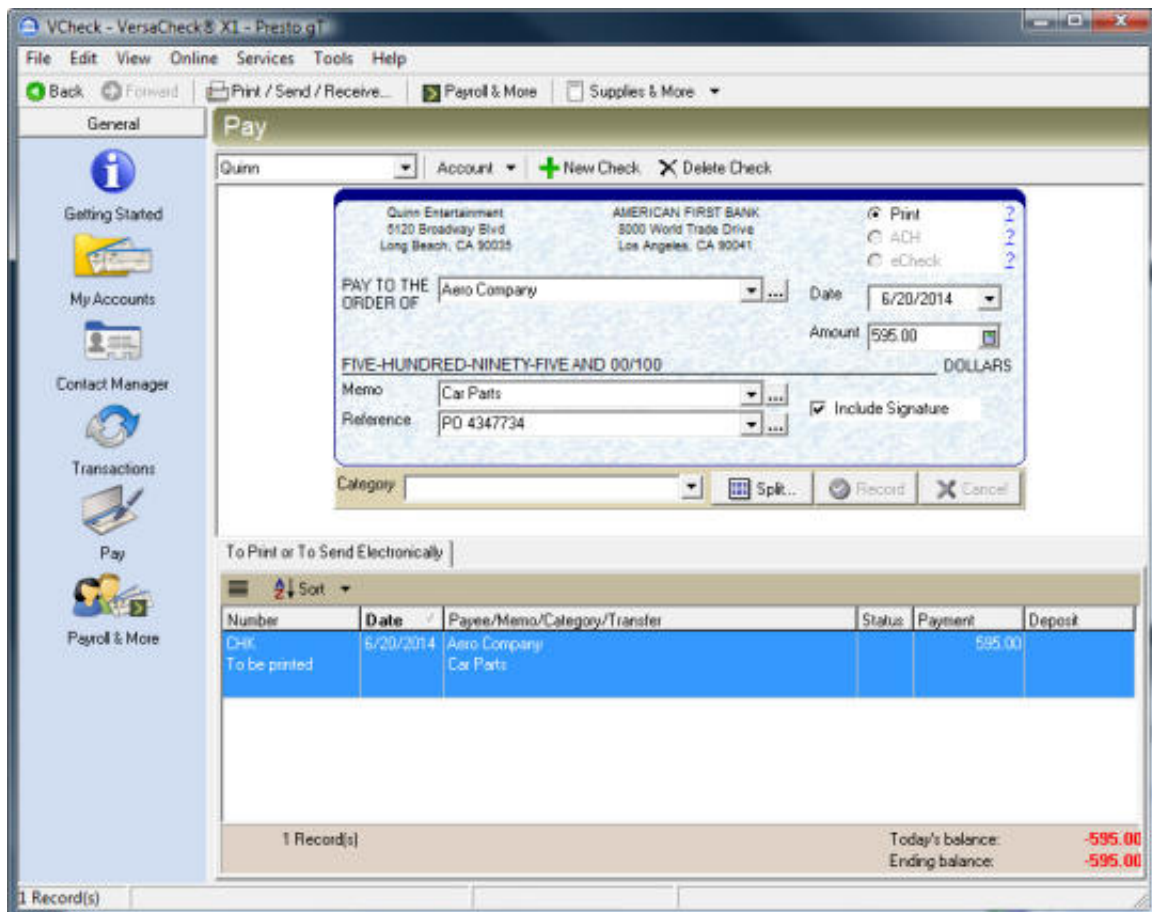 VCheck - VersaCheck® X1 - Presto gT
File Edit View Online Services Tools Help
Back Forward Print / Send / Receive... Payroll & More Supplies & More
General
Pay
Quinn Account New Check Delete Check
Getting Started
My Accounts
Contact Manager
Transactions
Pay
Payroll & More
Quinn Entertainment
5120 Broadway Blvd
Long Beach, CA 90035
AMERICAN FIRST BANK
8000 World Trade Drive
Los Angeles, CA 90041
Print ?
ACH ?
eCheck ?
PAY TO THE
ORDER OF
Aero Company ...
Date 6/20/2014
Amount 595.00
FIVE-HUNDRED-NINETY-FIVE AND 00/100 DOLLARS
Memo Car Parts ...
Include Signature
Reference PO 4347734 ...
Category Split... Record Cancel
To Print or To Send Electronically
Sort
Number Date Payee/Memo/Category/Transfer Status Payment Deposit
CHK 6/20/2014 Aero Company 595.00
To be printed Car Parts
1 Record(s) Today's balance: -595.00
Ending balance: -595.00
1 Record(s)